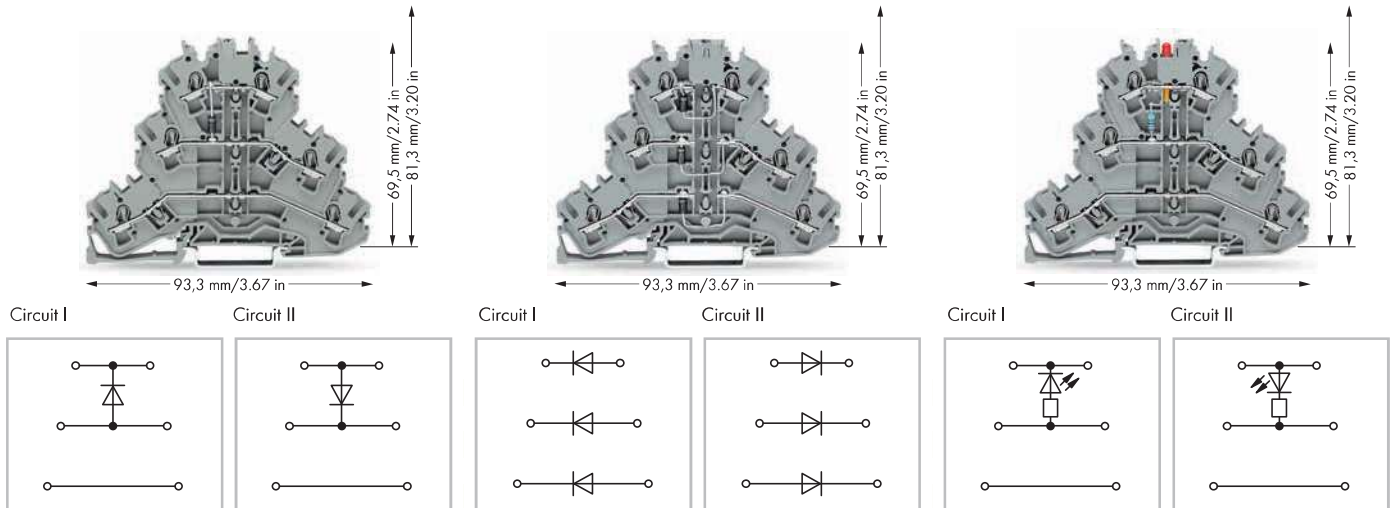 69,5 mm/2.74 in
81,3 mm/3.20 in
93,3 mm/3.67 in
69,5 mm/2.74 in
81,3 mm/3.20 in
93,3 mm/3.67 in
69,5 mm/2.74 in
81,3 mm/3.20 in
93,3 mm/3.67 in
Circuit I
Circuit II
Circuit I
Circuit II
Circuit I
Circuit II